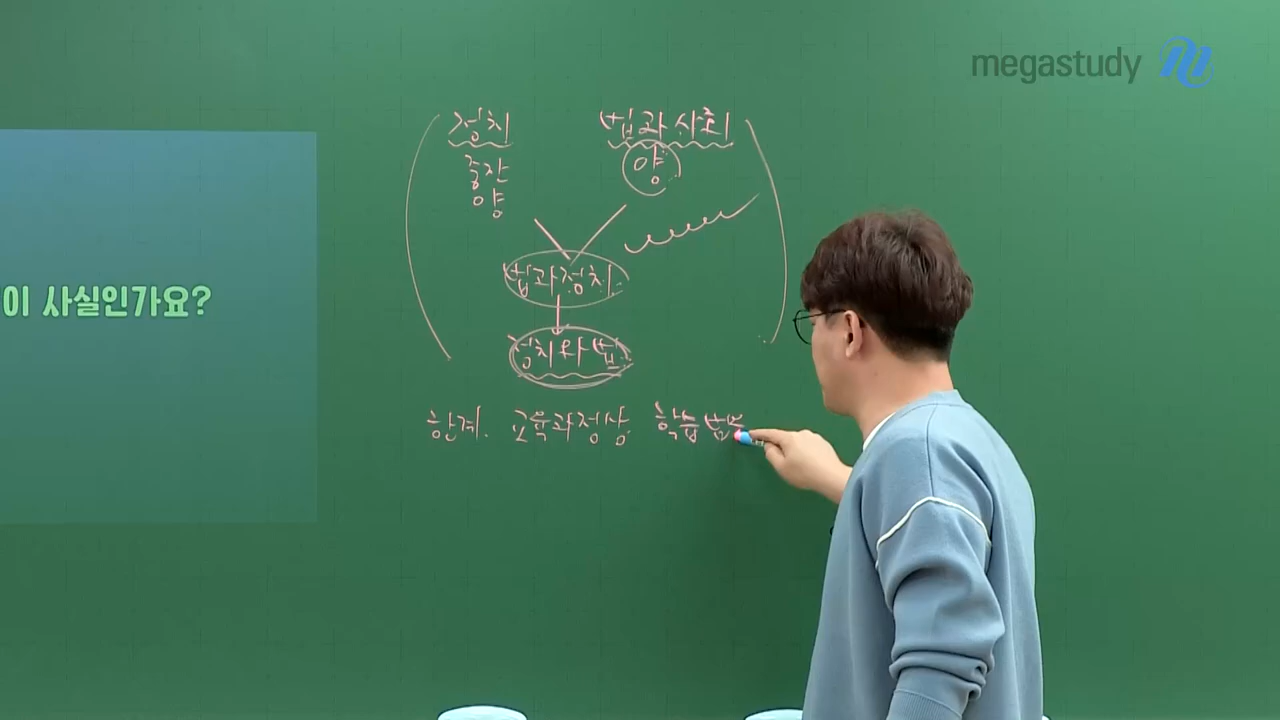 megastudy
이 사실인가요?
정치 법과사회
중간 양
양
법과정치
정치와 법
한계. 교육과정상 학습범